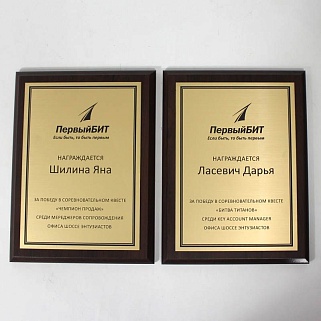 ПервыйБИТ
Если быть, то быть первым
НАГРАЖДАЕТСЯ
Шилина Яна
ЗА ПОБЕДУ В СОРЕВНОВАТЕЛЬНОМ КВЕСТЕ
«ЧЕМПИОН ПРОДАЖ»
СРЕДИ МЕНЕДЖЕРОВ СОПРОВОЖДЕНИЯ
ОФИСА ШОССЕ ЭНТУЗИАСТОВ
ПервыйБИТ
Если быть, то быть первым
НАГРАЖДАЕТСЯ
Ласевич Дарья
ЗА ПОБЕДУ В СОРЕВНОВАТЕЛЬНОМ КВЕСТЕ
«БИТВА ТИТАНОВ»
СРЕДИ KEY ACCOUNT MANAGER
ОФИСА ШОССЕ ЭНТУЗИАСТОВ